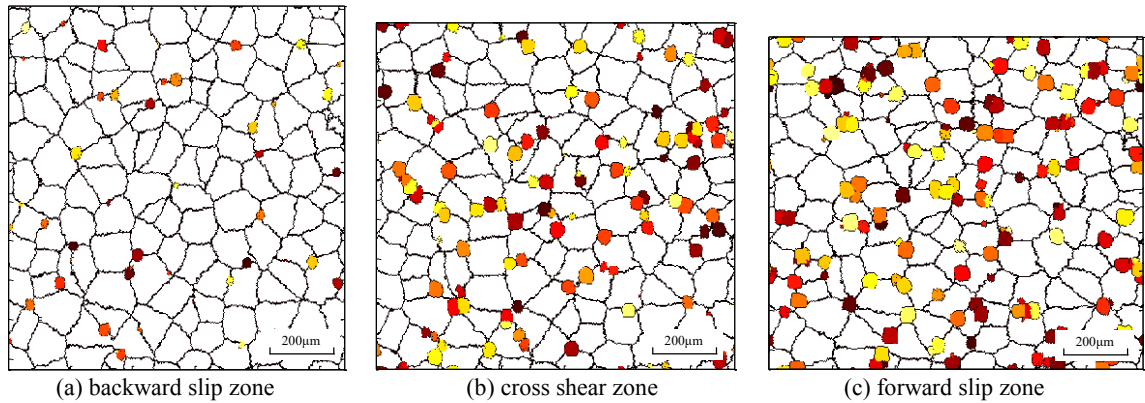 200μm
200μm
200μm
(a) backward slip zone
(b) cross shear zone
(c) forward slip zone